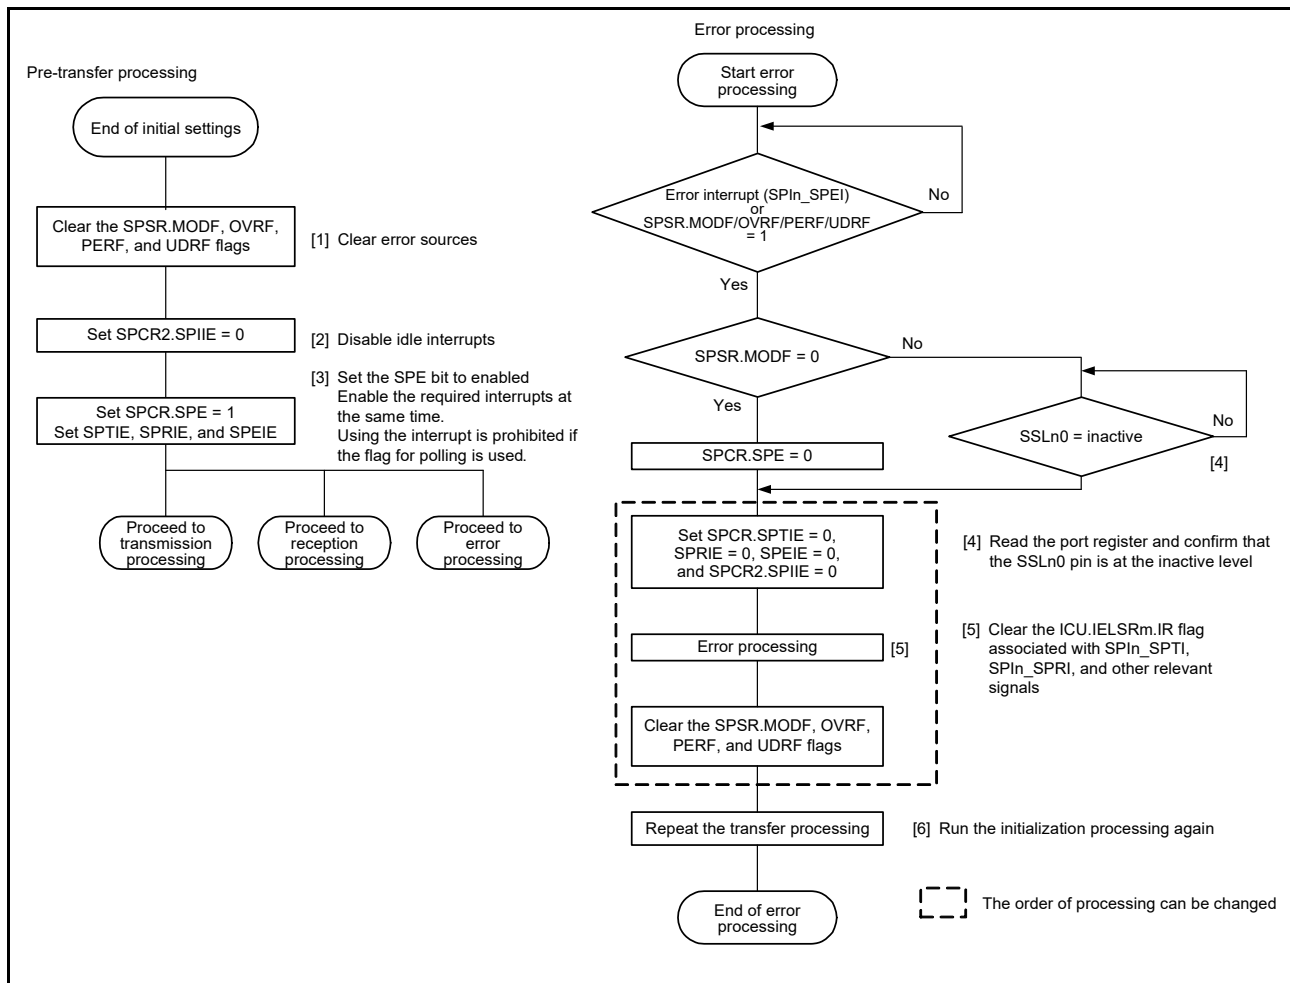 Pre-transfer processing
End of initial settings
Clear the SPSR.MODF, OVRF,
PERF, and UDRF flags
[1] Clear error sources
Set SPCR2.SPIIE = 0
[2] Disable idle interrupts
[3] Set the SPE bit to enabled
Enable the required interrupts at
the same time.
Using the interrupt is prohibited if
the flag for polling is used.
Set SPCR.SPE = 1
Set SPTIE, SPRIE, and SPEIE
Proceed to
transmission
processing
Proceed to
reception
processing
Proceed to
error
processing
Error processing
Start error
processing
Error interrupt (SPIn_SPEI)
or
SPSR.MODF/OVRF/PERF/UDRF
= 1
No
Yes
SPSR.MODF = 0
No
Yes
SSLn0 = inactive
No
[4]
SPCR.SPE = 0
Set SPCR.SPTIE = 0,
SPRIE = 0, SPEIE = 0,
and SPCR2.SPIIE = 0
[4] Read the port register and confirm that
the SSLn0 pin is at the inactive level
Error processing
[5]
[5] Clear the ICU.IELSRm.IR flag
associated with SPIn_SPTI,
SPIn_SPRI, and other relevant
signals
Clear the SPSR.MODF, OVRF,
PERF, and UDRF flags
Repeat the transfer processing
[6] Run the initialization processing again
End of error
processing
The order of processing can be changed